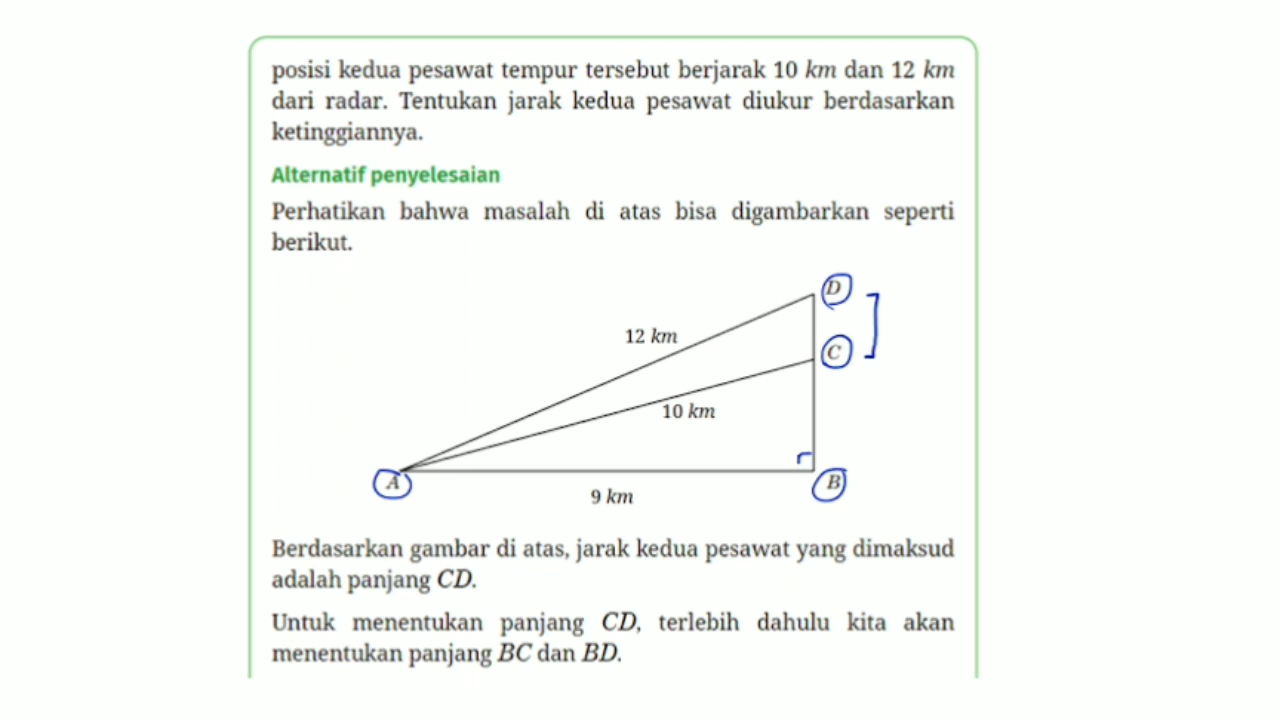 posisi kedua pesawat tempur tersebut berjarak 10 km dan 12 km
dari radar. Tentukan jarak kedua pesawat diukur berdasarkan
ketinggiannya.
Alternatif penyelesaian
Perhatikan bahwa masalah di atas bisa digambarkan seperti
berikut.
D
12 km
C
10 km
A
B
9 km
Berdasarkan gambar di atas, jarak kedua pesawat yang dimaksud
adalah panjang CD.
Untuk menentukan panjang CD, terlebih dahulu kita akan
menentukan panjang BC dan BD.